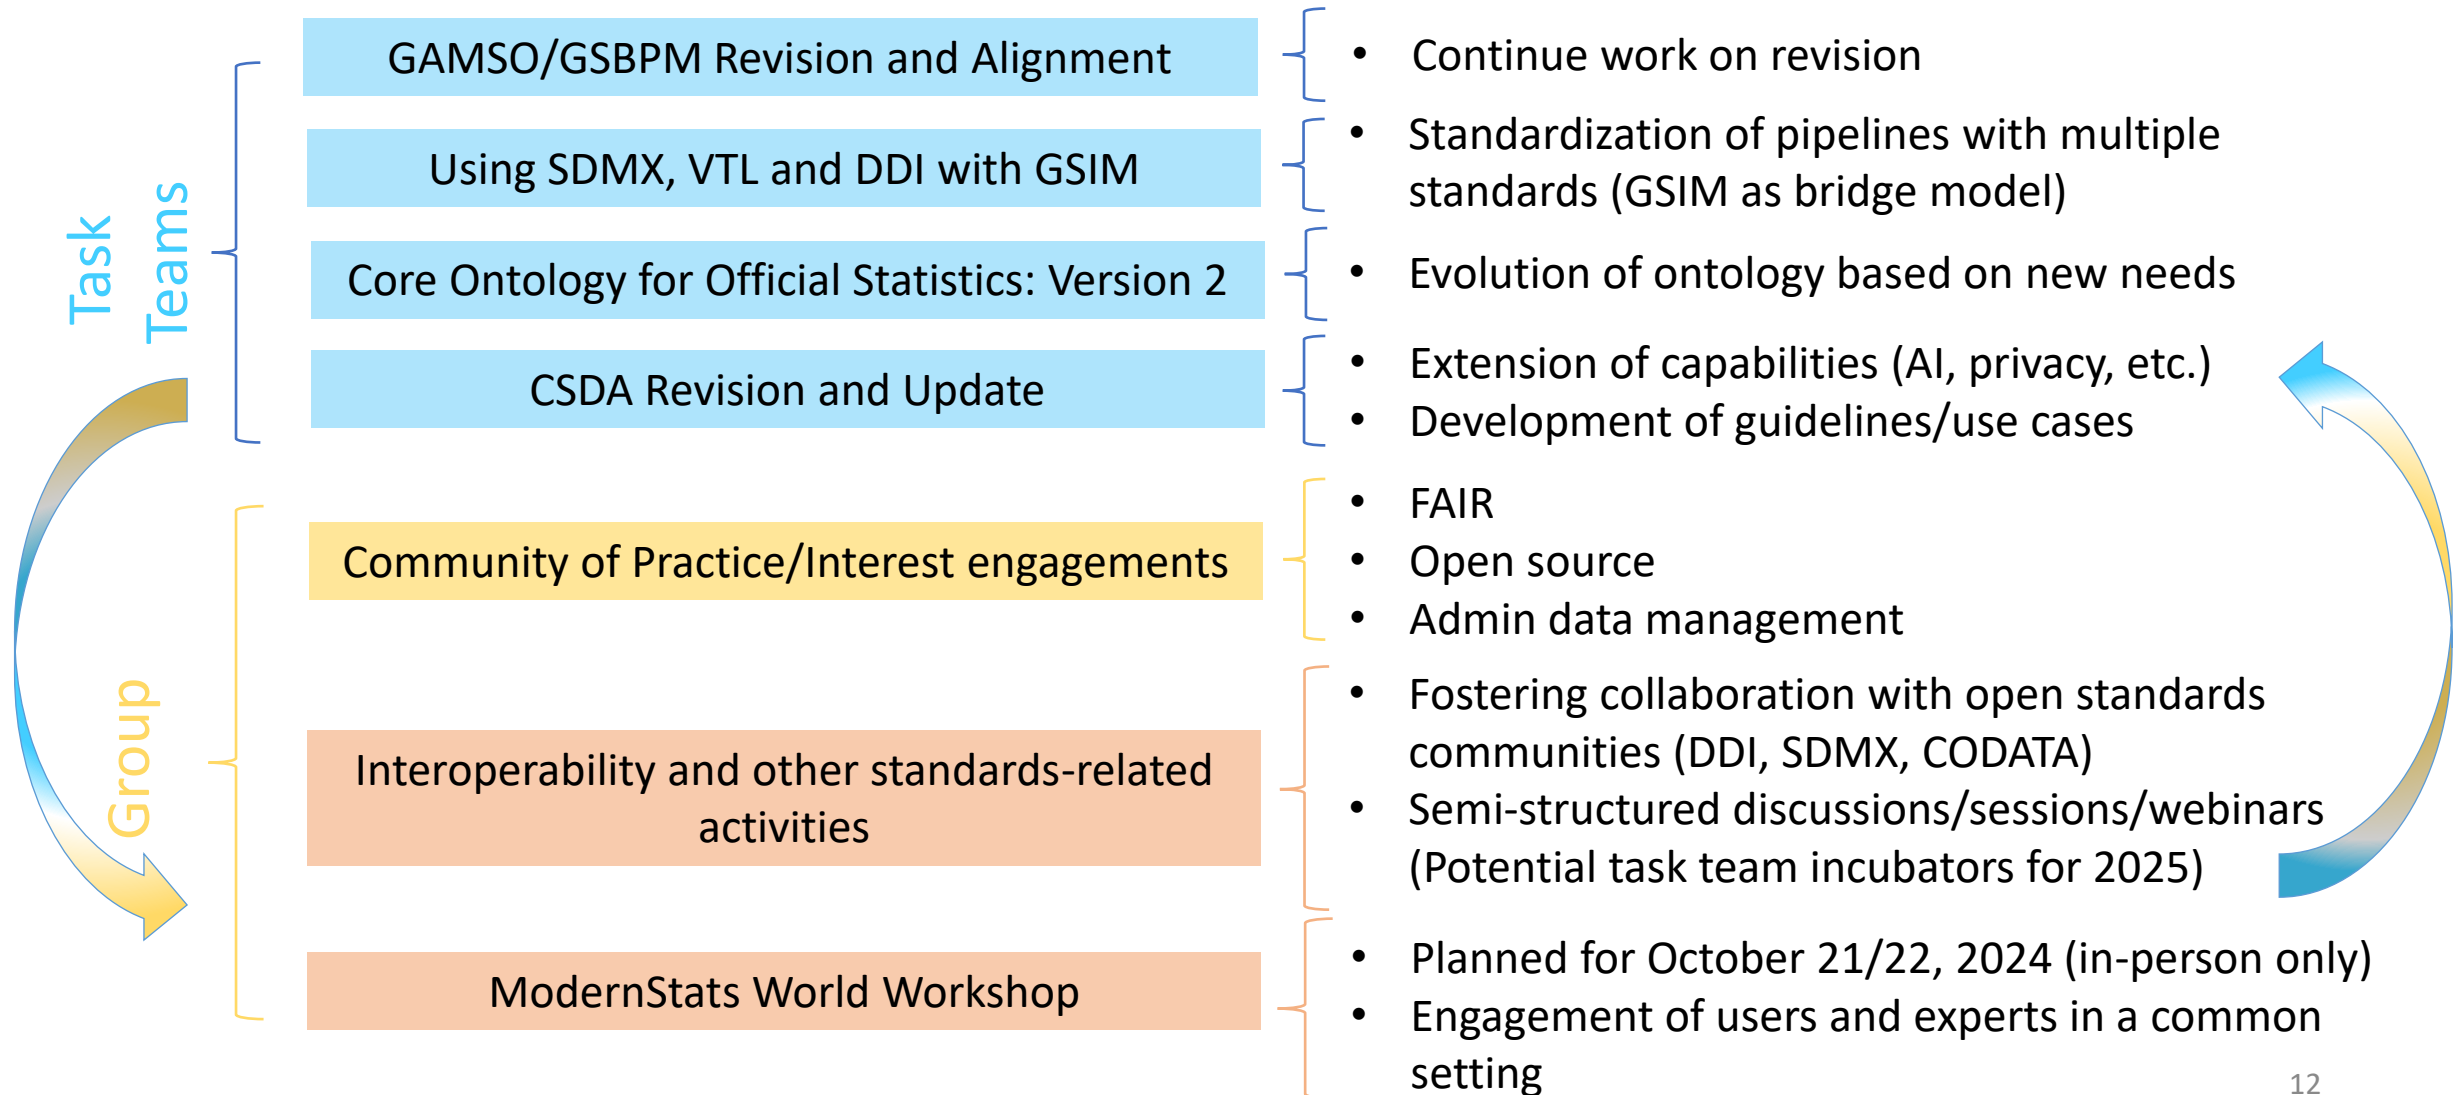 Task
Teams
GAMSO/GSBPM Revision and Alignment
• Continue work on revision
Using SDMX, VTL and DDI with GSIM
• Standardization of pipelines with multiple
standards (GSIM as bridge model)
Core Ontology for Official Statistics: Version 2
• Evolution of ontology based on new needs
CSDA Revision and Update
• Extension of capabilities (AI, privacy, etc.)
• Development of guidelines/use cases
Group
Community of Practice/Interest engagements
• FAIR
• Open source
• Admin data management
Interoperability and other standards-related
activities
• Fostering collaboration with open standards
communities (DDI, SDMX, CODATA)
• Semi-structured discussions/sessions/webinars
(Potential task team incubators for 2025)
ModernStats World Workshop
• Planned for October 21/22, 2024 (in-person only)
• Engagement of users and experts in a common
setting
12